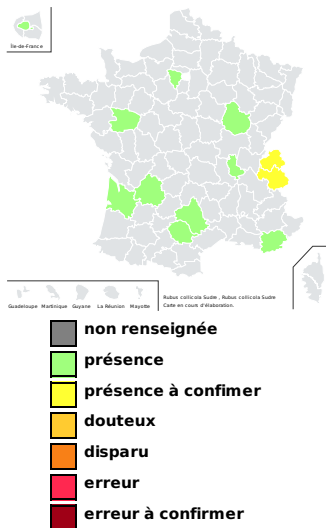 Île-de-France
Guadeloupe Martinique Guyane La Réunion Mayotte
Rubus collicola Sudre , Rubus collicola Sudre
Carte en cours d'élaboration.
non renseignée
présence
présence à confimer
douteux
disparu
erreur
erreur à confirmer